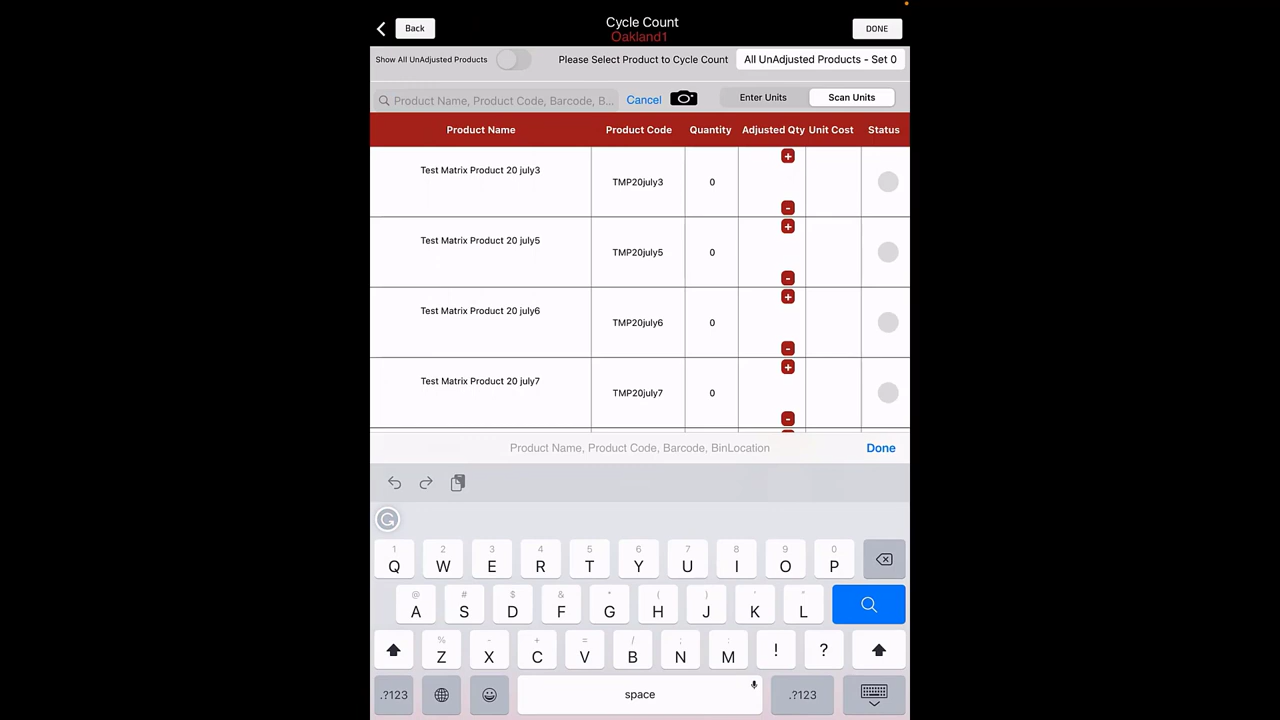 Back
Cycle Count
Oakland1
DONE
Show All UnAdjusted Products
Please Select Product to Cycle Count
All UnAdjusted Products - Set 0
Product Name, Product Code, Barcode, B...
Cancel
Enter Units
Scan Units
Product Name Product Code Quantity Adjusted Qty Unit Cost Status
+
Test Matrix Product 20 july3 TMP20july3 0
-
+
Test Matrix Product 20 july5 TMP20july5 0
-
+
Test Matrix Product 20 july6 TMP20july6 0
-
+
Test Matrix Product 20 july7 TMP20july7 0
-
Product Name, Product Code, Barcode, BinLocation
Done
1 2 3 4 5 6 7 8 9 0
Q W E R T Y U I O P
@ # $ & * ( ) ' "
A S D F G H J K L
% - + = / ; :
Z X C V B N M ! ?
.?123 space .?123